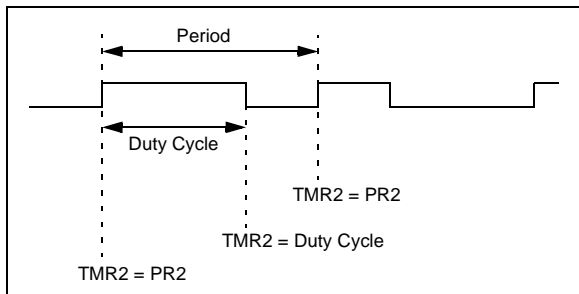 Period
Duty Cycle
TMR2 = PR2
TMR2 = Duty Cycle
TMR2 = PR2